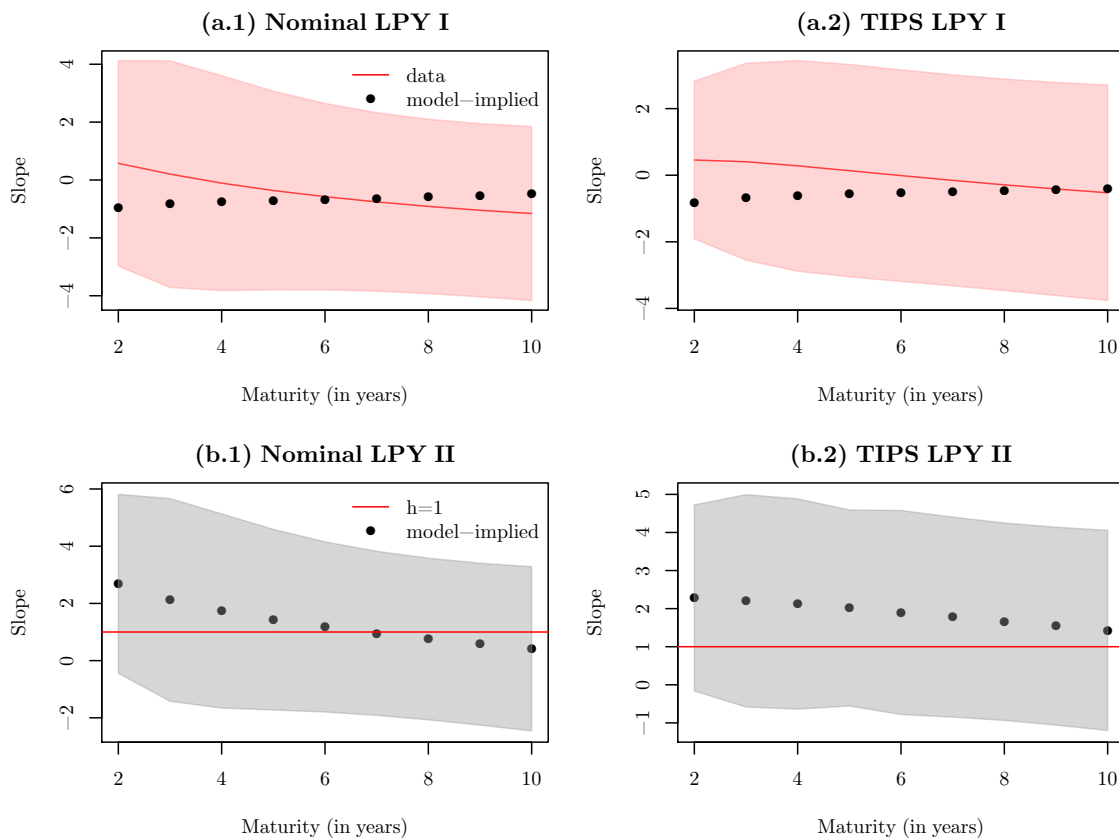 (a.1) Nominal LPY I
(a.2) TIPS LPY I
Slope
4
2
0
−2
−4
data
model−implied
2
4
6
8
10
Maturity (in years)
Slope
2
0
−2
−4
2
4
6
8
10
Maturity (in years)
(b.1) Nominal LPY II
(b.2) TIPS LPY II
Slope
6
4
2
0
−2
h=1
model−implied
2
4
6
8
10
Maturity (in years)
Slope
5
4
3
2
1
0
−1
2
4
6
8
10
Maturity (in years)